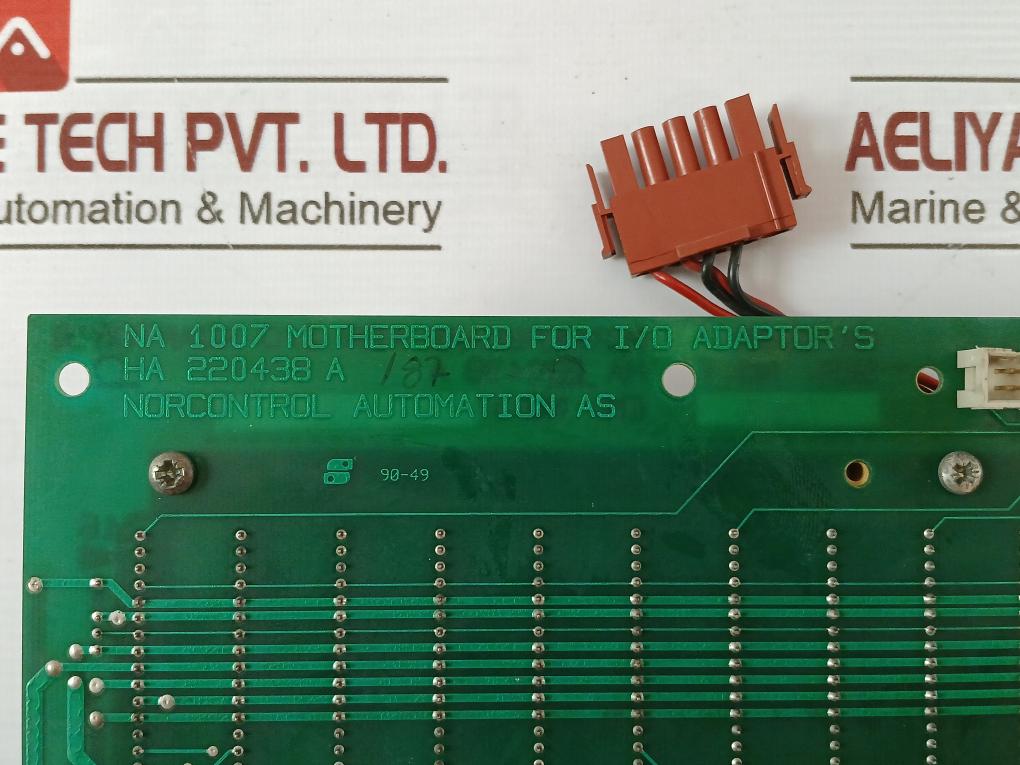 E TECH PVT. LTD.
utomation & Machinery
AELIYA
Marine &
NA 1007 MOTHERBOARD FOR I/O ADAPTOR'S
HA 220438 A 187
NORCONTROL AUTOMATION AS
90-49